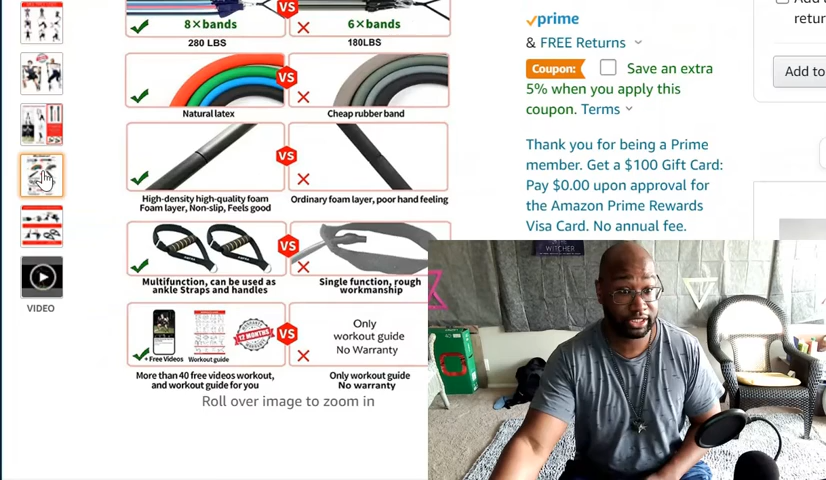 8×bands
VS
6×bands
280 LBS
180LBS
VS
Natural latex
Cheap rubber band
VS
High-density high-quality foam
Foam layer, Non-slip, Feels good
Ordinary foam layer, poor hand feeling
VS
Multifunction, can be used as
ankle Straps and handles
Single function, rough
workmanship
12 MONTHS
VS
Only
workout guide
No Warranty
+Free Videos
Workout guide
More than 40 free videos workout,
and workout guide for you
Only workout guide
No warranty
Roll over image to zoom in
VIDEO
prime
& FREE Returns
Coupon:
Save an extra
5% when you apply this
coupon. Terms
Thank you for being a Prime
member. Get a $100 Gift Card:
Pay $0.00 upon approval for
the Amazon Prime Rewards
Visa Card. No annual fee.
retur
Add to
WITCHER